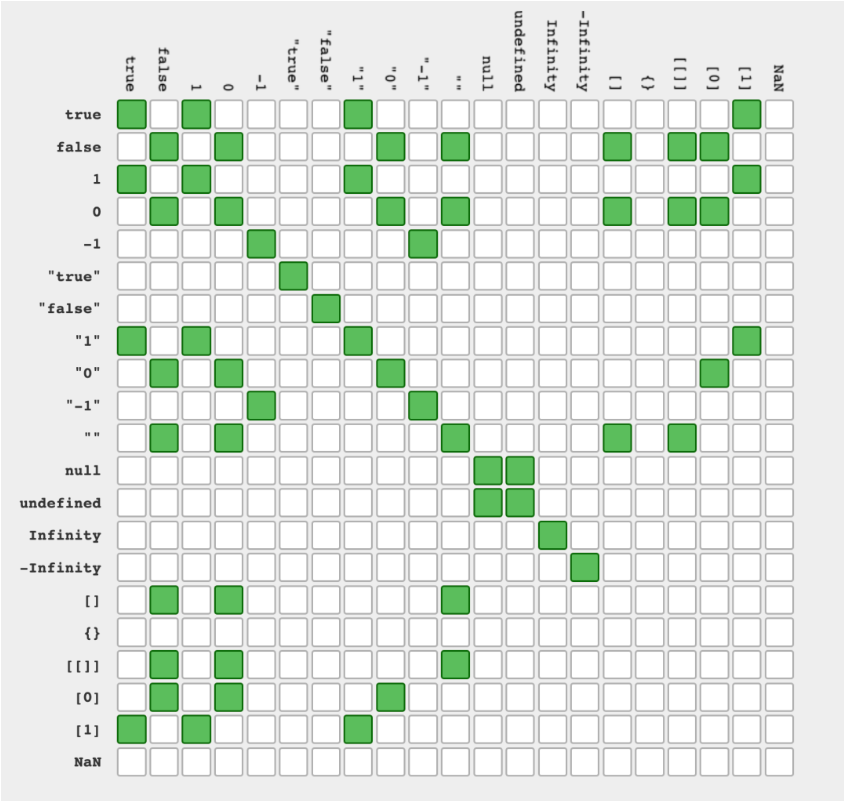 true
false
1
0
-1
"true"
"false"
"1"
"0"
"-1"
""
null
undefined
Infinity
-Infinity
[]
{}
[[]]
[0]
[1]
NaN
true
false
1
0
-1
"true"
"false"
"1"
"0"
"-1"
""
null
undefined
Infinity
-Infinity
[]
{}
[[]]
[0]
[1]
NaN